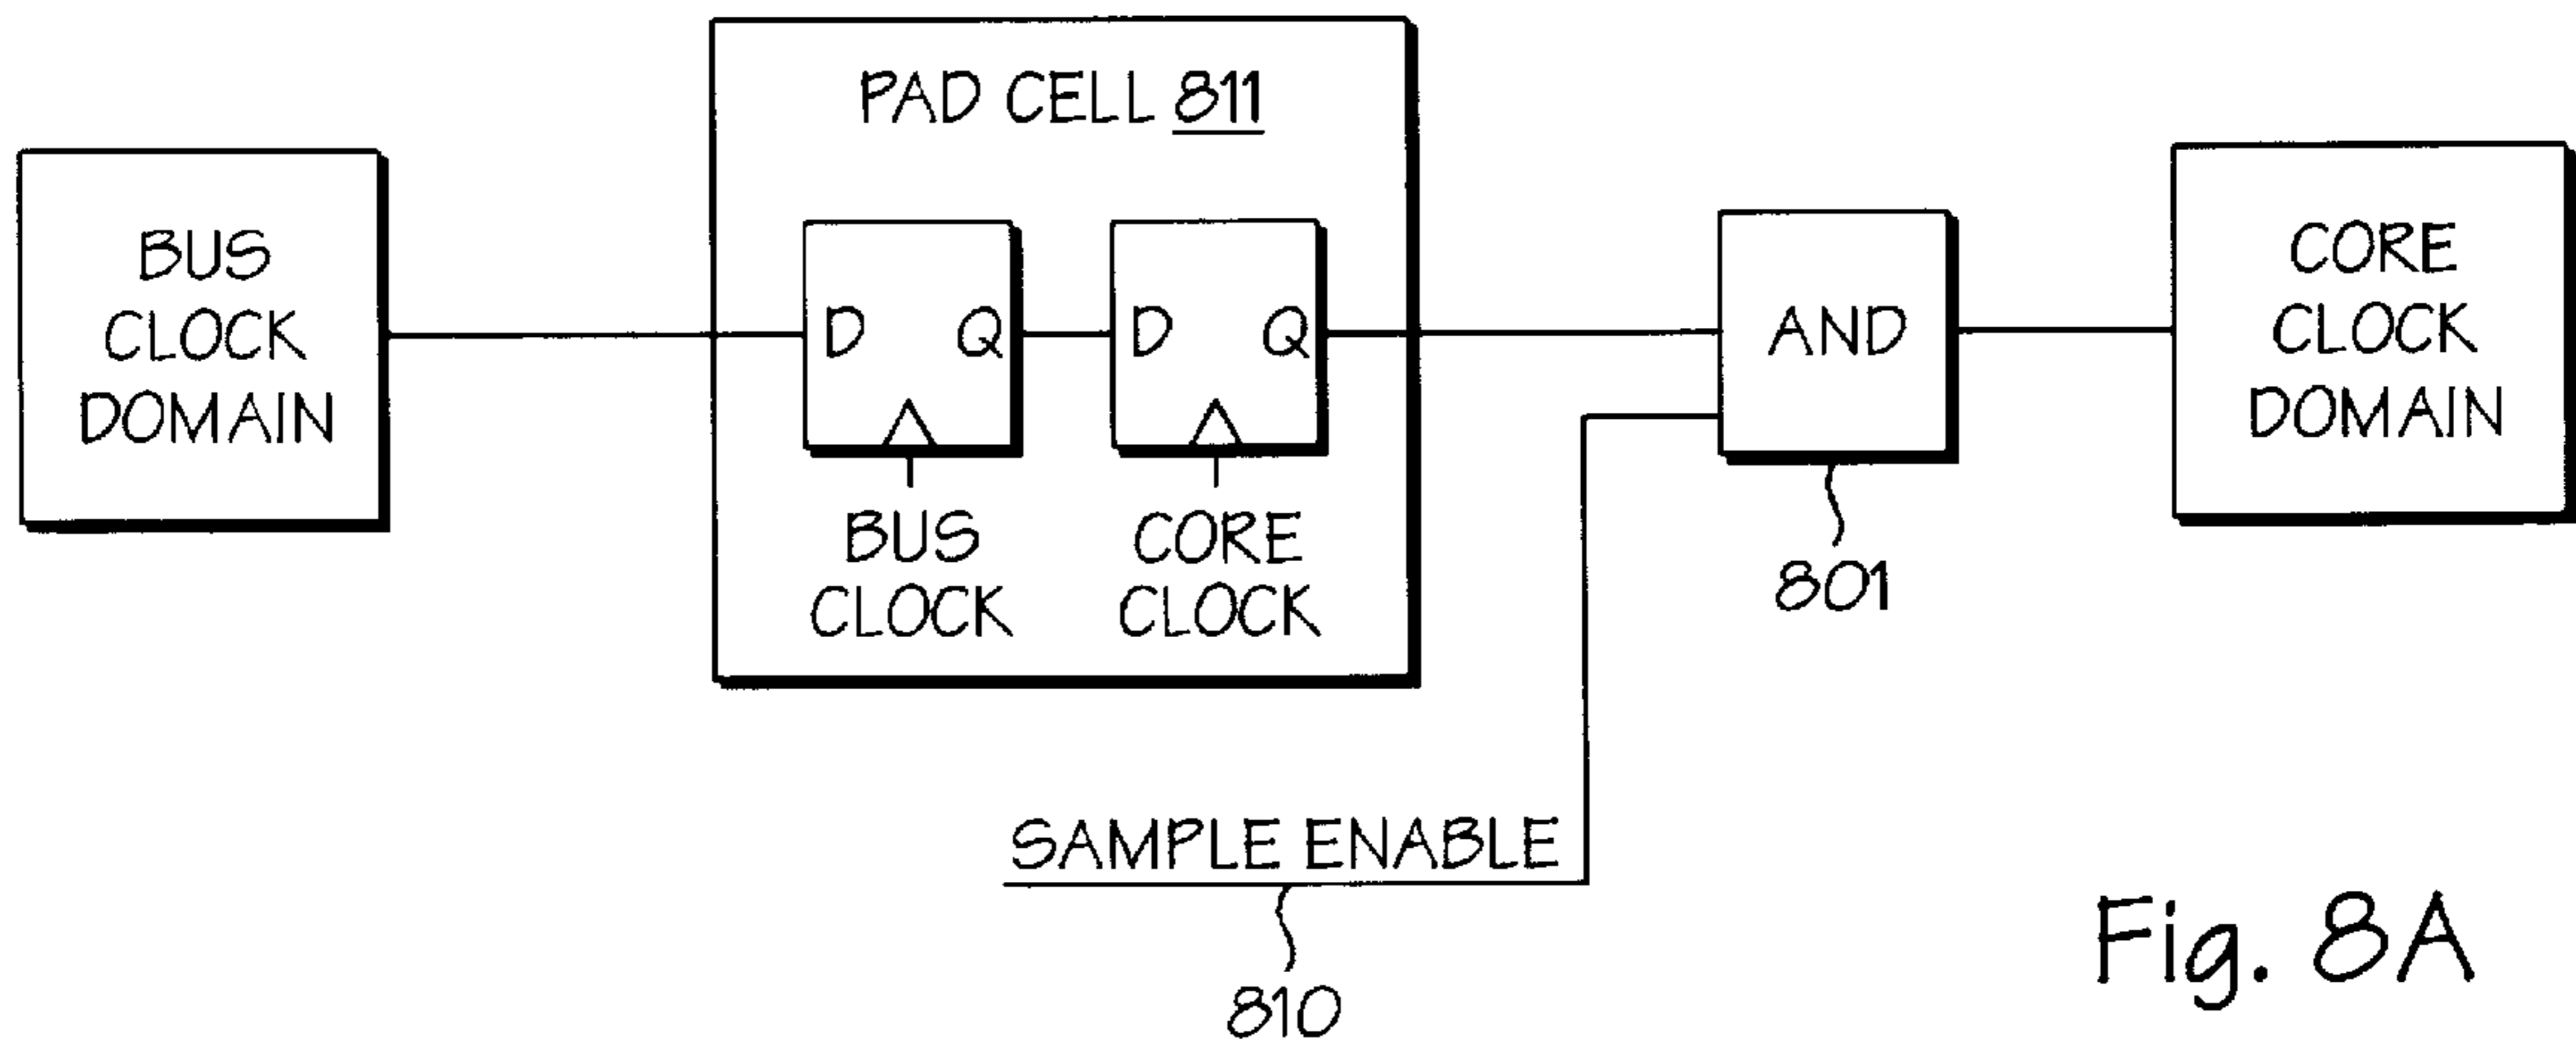 PAD CELL 811
BUS
CLOCK
DOMAIN
D Q
D Q
BUS
CLOCK
CORE
CLOCK
AND
801
CORE
CLOCK
DOMAIN
SAMPLE ENABLE
810
Fig. 8A